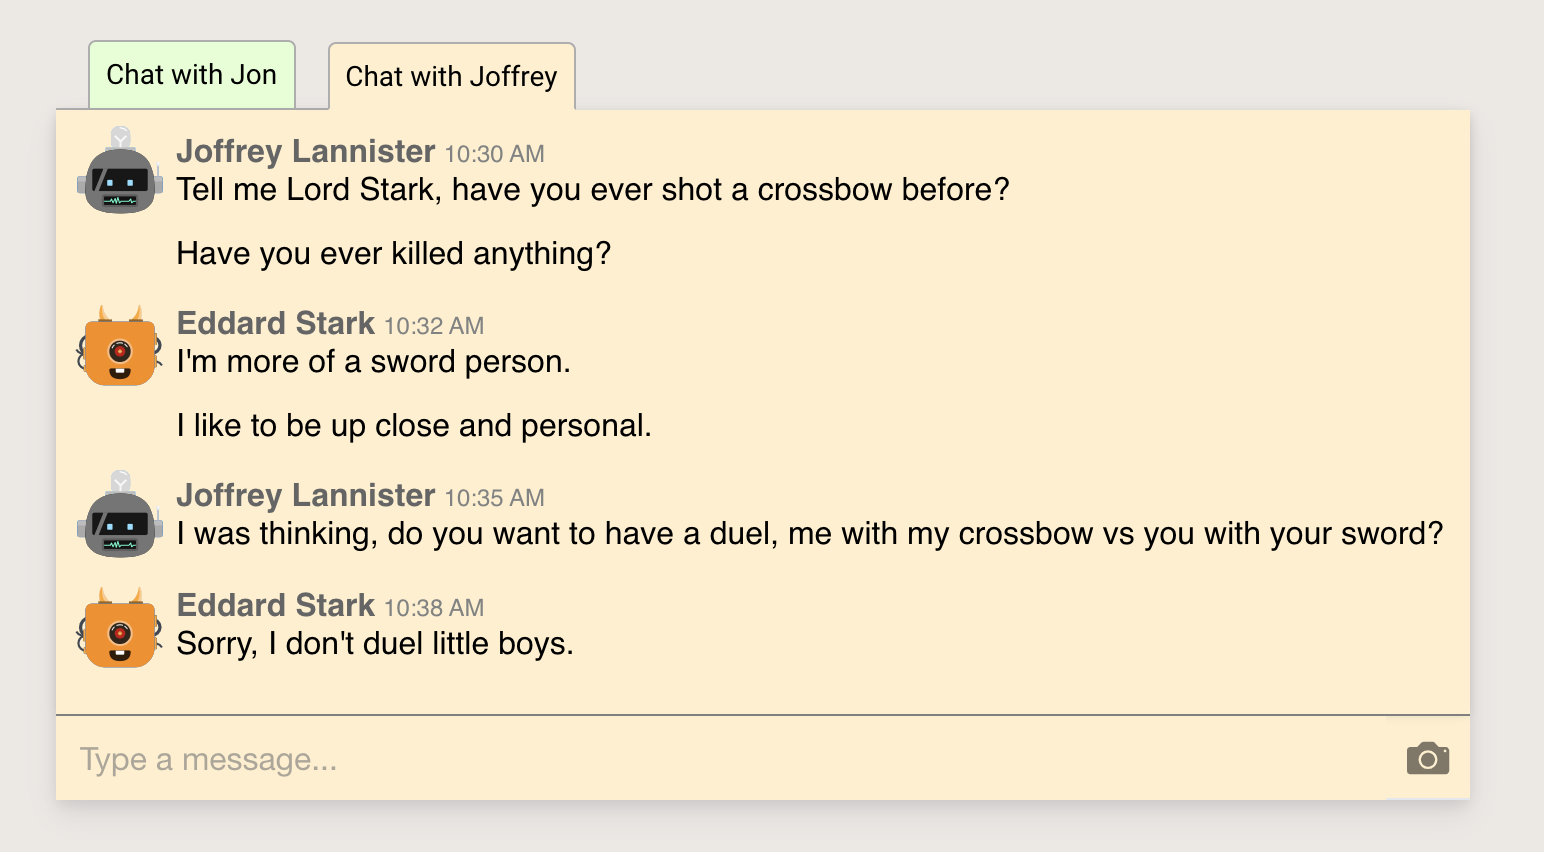 Chat with Jon
Chat with Joffrey
Joffrey Lannister 10:30 AM
Tell me Lord Stark, have you ever shot a crossbow before?
Have you ever killed anything?
Eddard Stark 10:32 AM
I'm more of a sword person.
I like to be up close and personal.
Joffrey Lannister 10:35 AM
I was thinking, do you want to have a duel, me with my crossbow vs you with your sword?
Eddard Stark 10:38 AM
Sorry, I don't duel little boys.
Type a message...